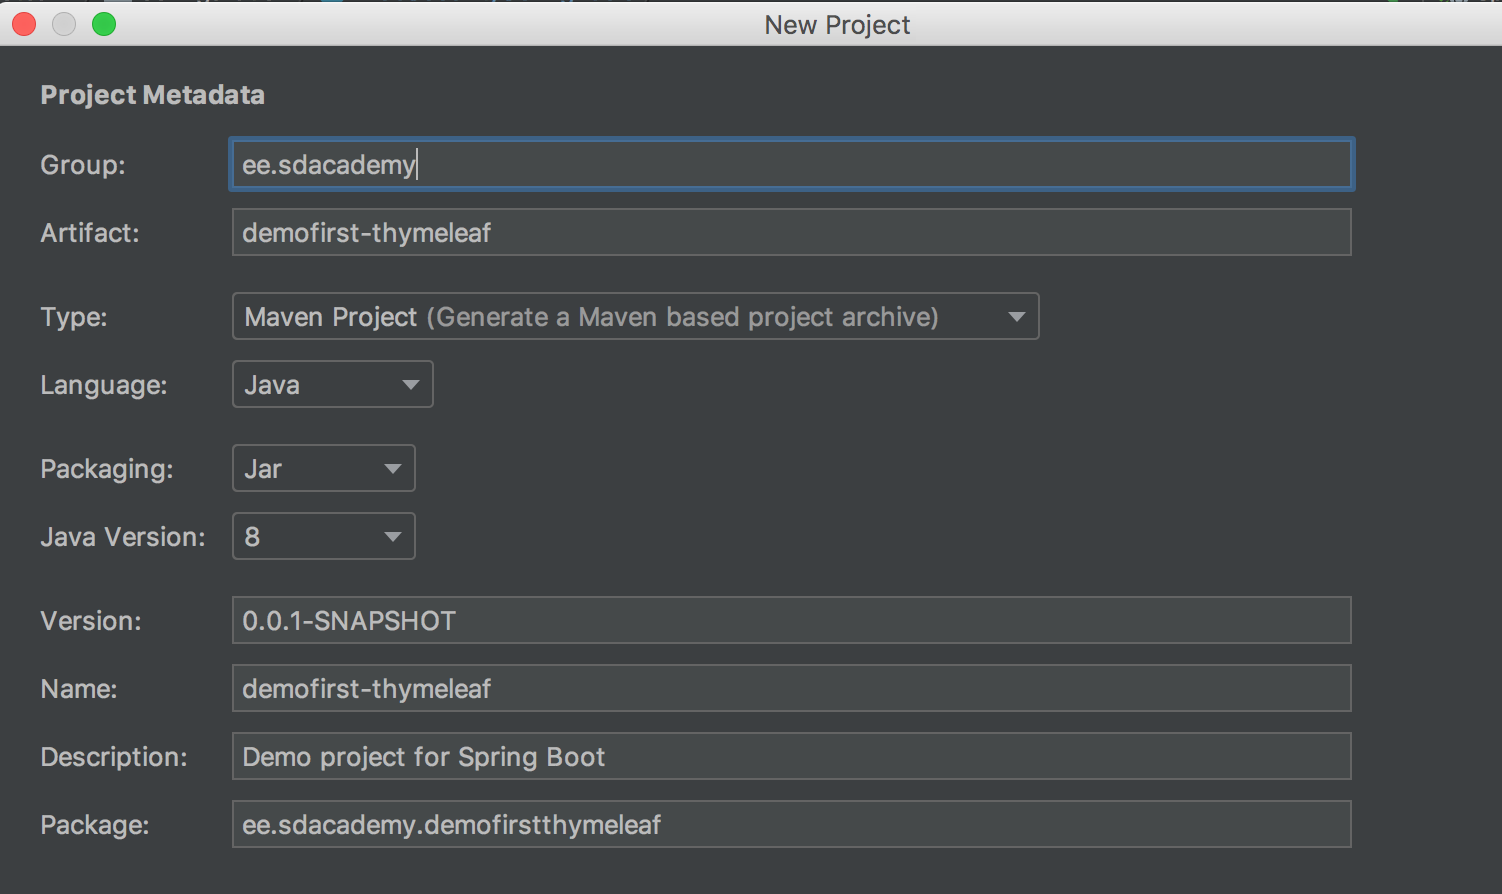 New Project
Project Metadata
Group: ee.sdacademy
Artifact: demofirst-thymeleaf
Type: Maven Project (Generate a Maven based project archive)
Language: Java
Packaging: Jar
Java Version: 8
Version: 0.0.1-SNAPSHOT
Name: demofirst-thymeleaf
Description: Demo project for Spring Boot
Package: ee.sdacademy.demofirstthymeleaf